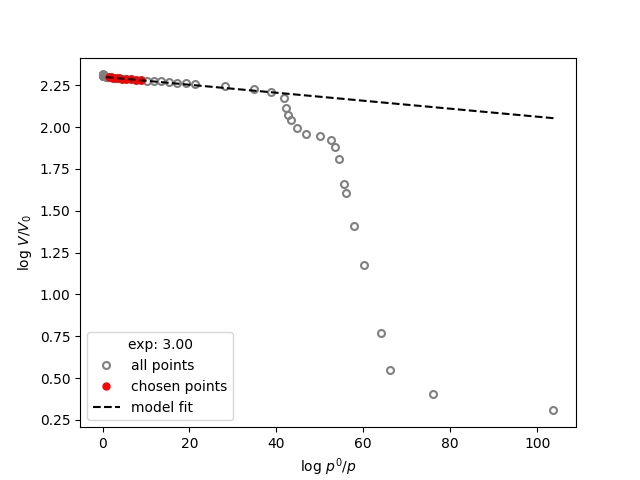 2.25
2.00
1.75
1.50
1.25
1.00
0.75
0.50
0.25
log V/V₀
exp: 3.00
all points
chosen points
model fit
0 20 40 60 80 100
log p⁰/p